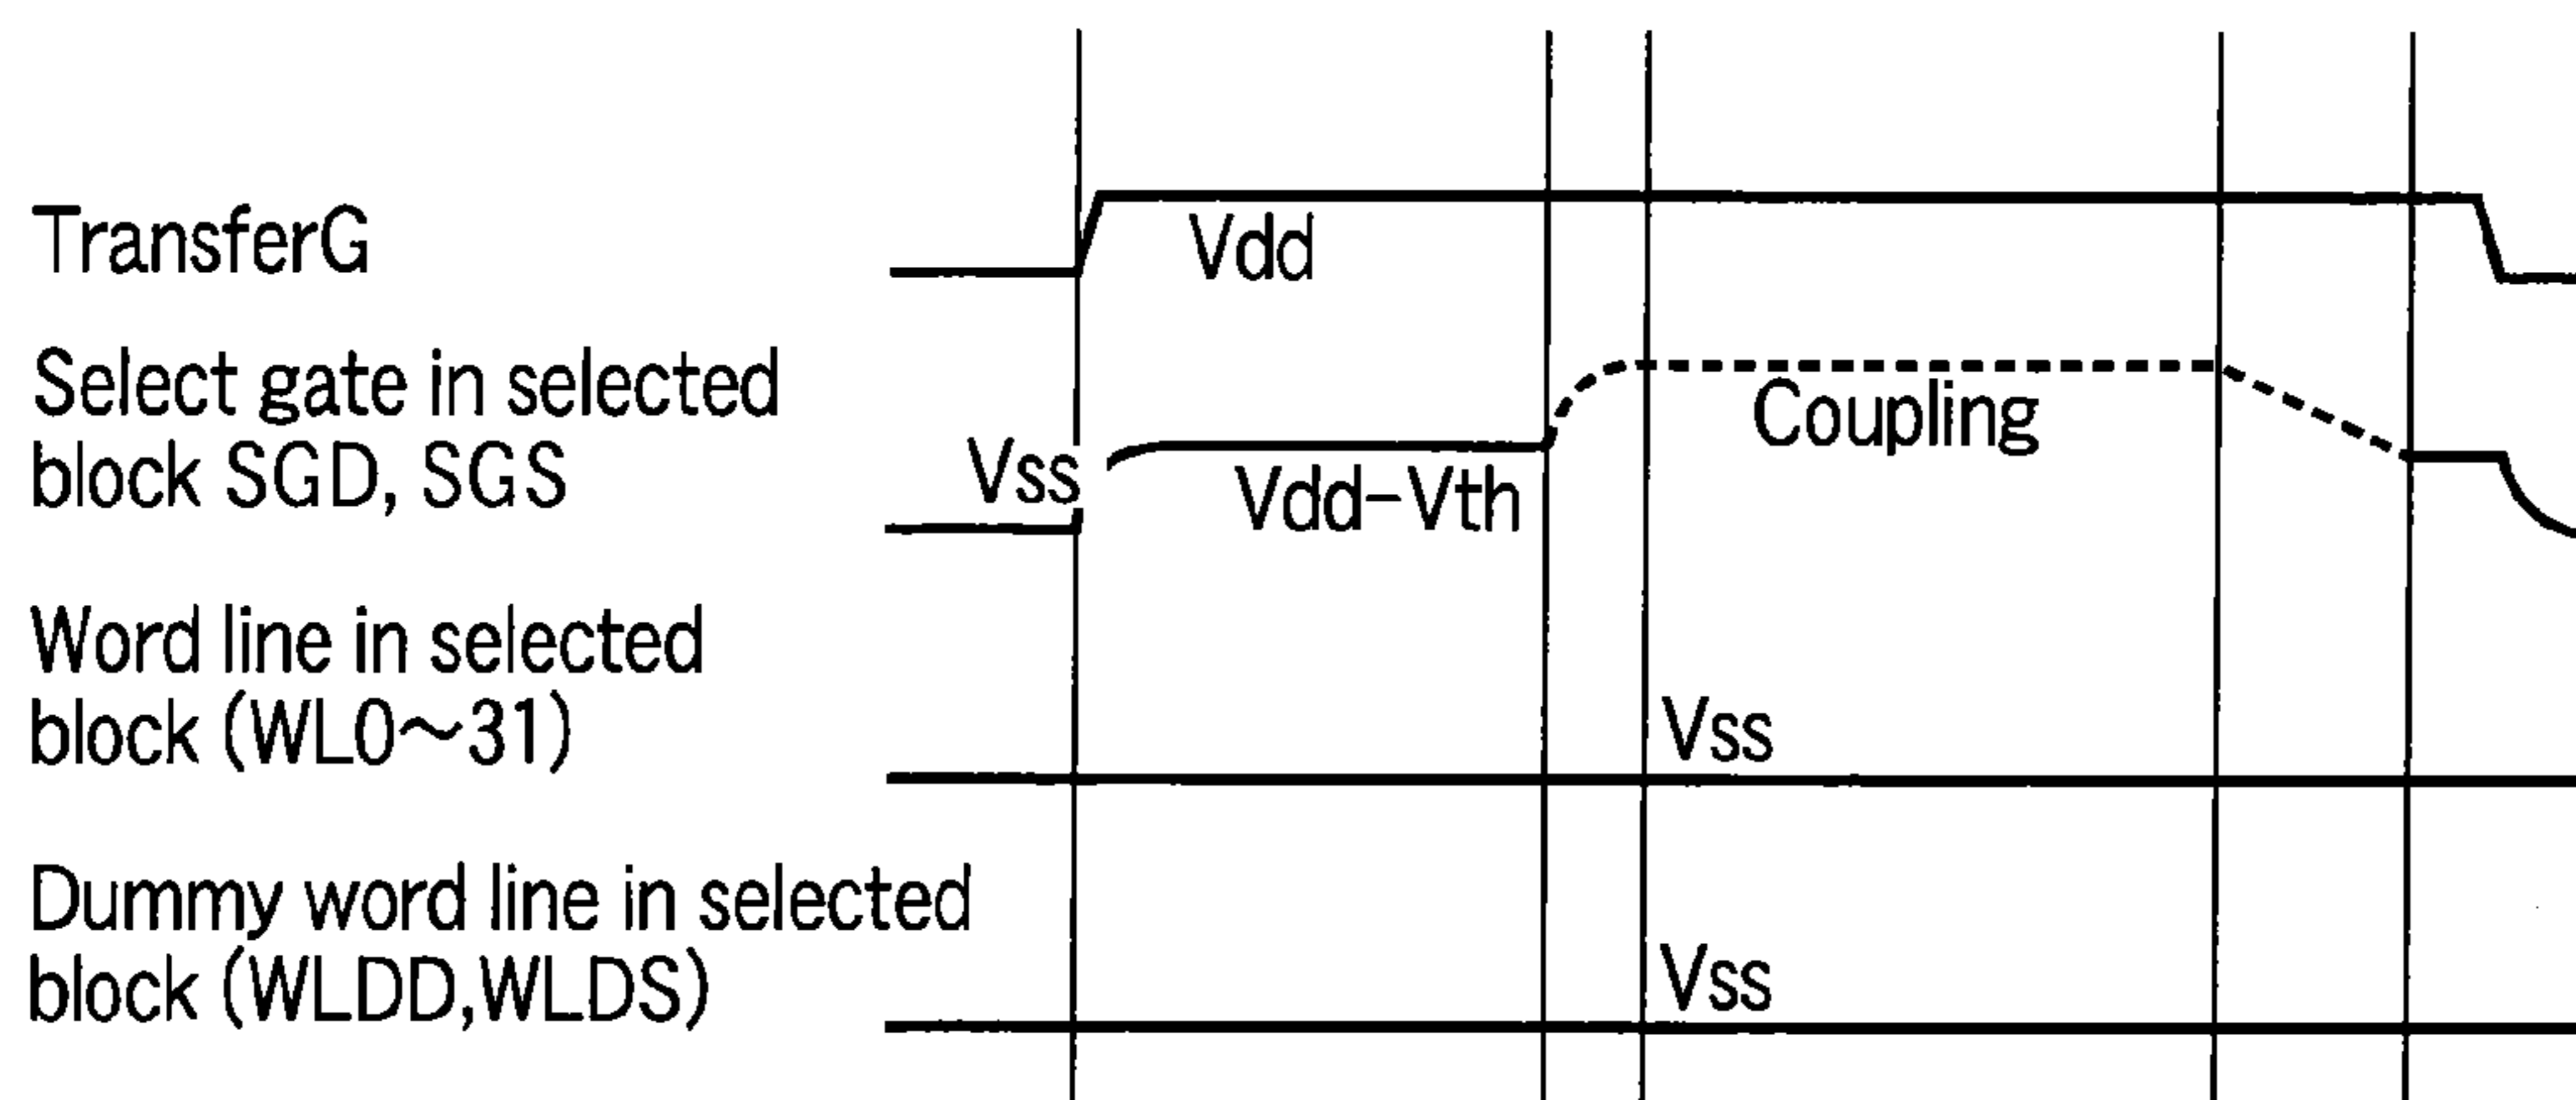 TransferG
Vdd
Select gate in selected
block SGD, SGS
Vss
Vdd-Vth
Coupling
Word line in selected
block (WL0～31)
Vss
Dummy word line in selected
block (WLDD,WLDS)
Vss